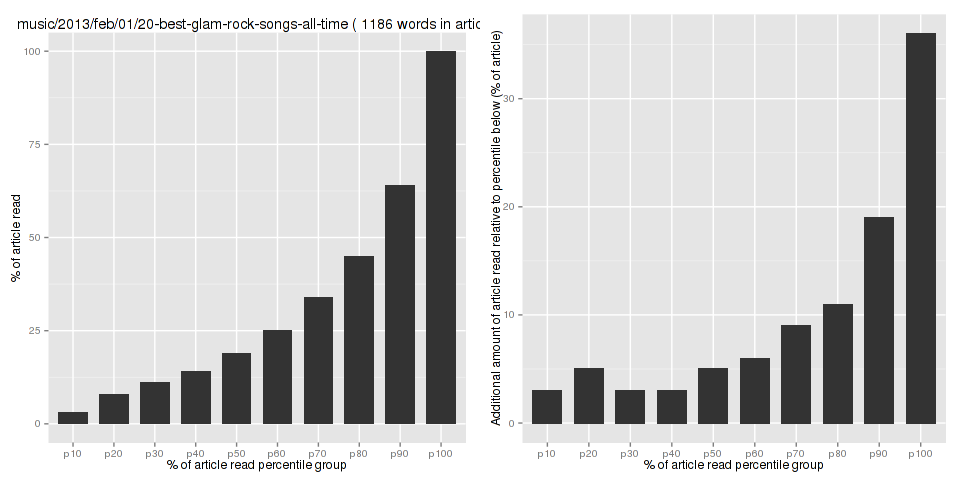 music/2013/feb/01/20-best-glam-rock-songs-all-time ( 1186 words in artic
% of article read
100
75
50
25
0
p10 p20 p30 p40 p50 p60 p70 p80 p90 p100
% of article read percentile group
Additional amount of article read relative to percentile below (% of article)
30
20
10
0
p10 p20 p30 p40 p50 p60 p70 p80 p90 p100
% of article read percentile group